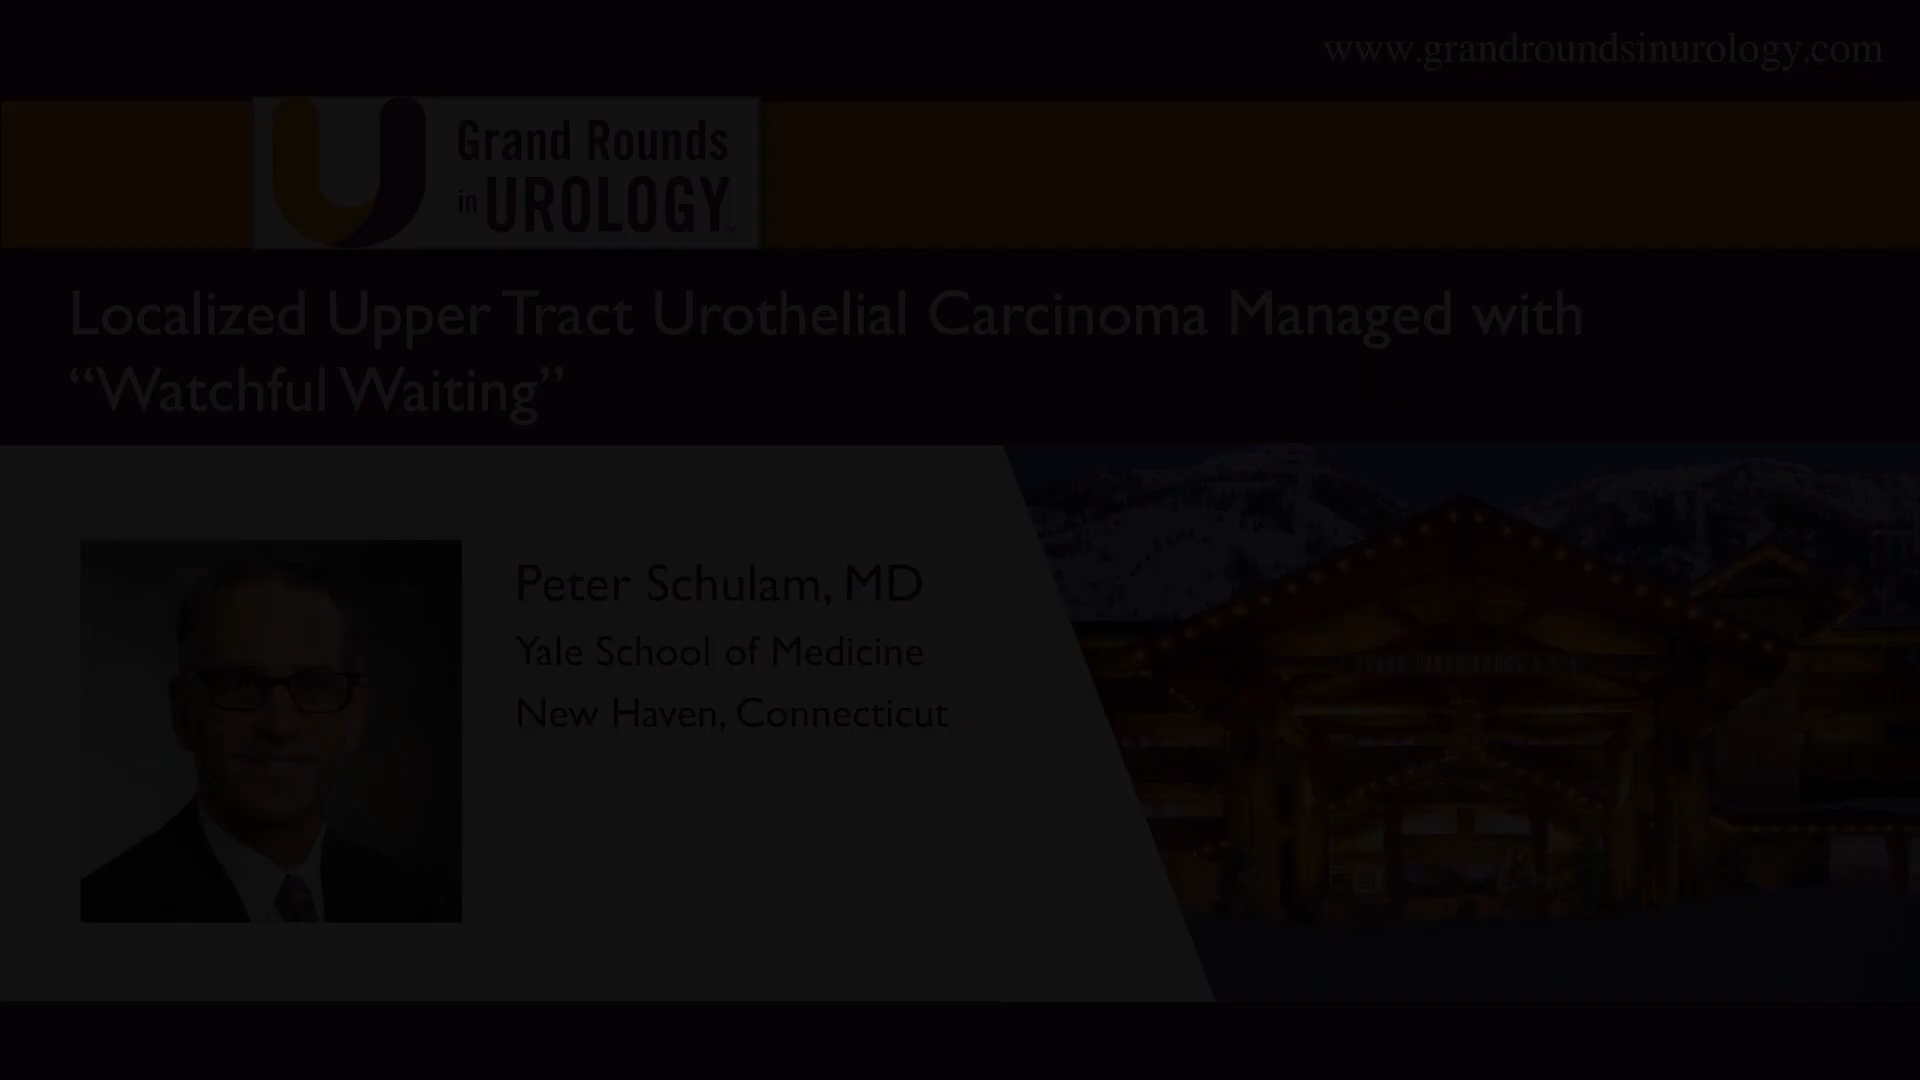 www.grandroundsinurology.com
Grand Rounds
in UROLOGY
Localized Upper Tract Urothelial Carcinoma Managed with
“Watchful Waiting”
Peter Schulam, MD
Yale School of Medicine
New Haven, Connecticut